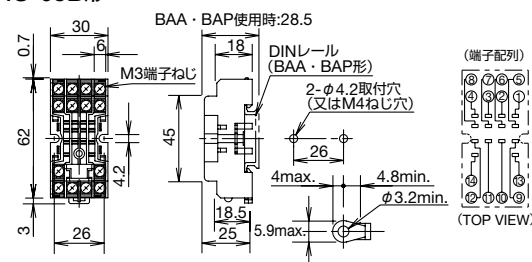 30
6
0.7
M3端子ねじ
62
4.2
3
26
BAA・BAP使用時:28.5
18
DINレール
(BAA・BAP形)
45
18.5
25
2-φ4.2取付穴
(又はM4ねじ穴)
26
4max.
4.8min.
φ3.2min.
5.9max.
(端子配列)
⑧ ⑦ ⑥ ⑤
④ ③ ② ①
⑭ ⑬
⑫ ⑪ ⑩ ⑨
(TOP VIEW)